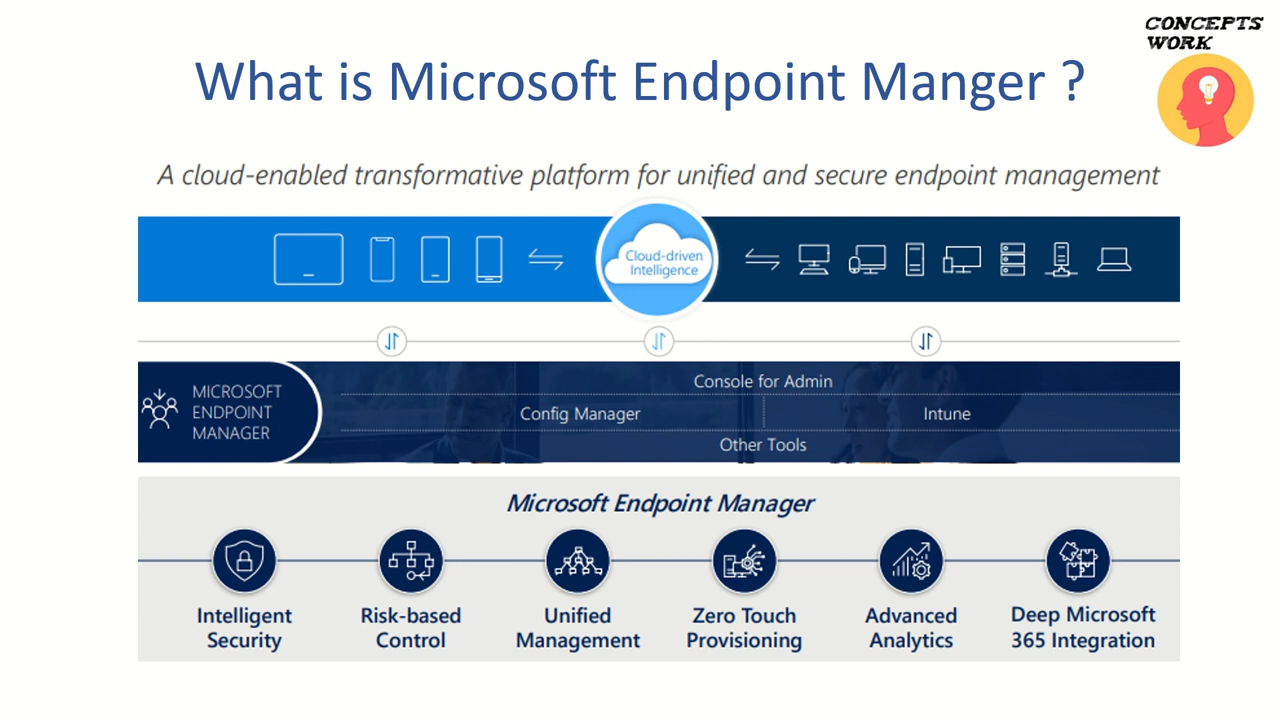 CONCEPTS
WORK
What is Microsoft Endpoint Manger ?
A cloud-enabled transformative platform for unified and secure endpoint management
Cloud-driven
Intelligence
MICROSOFT
ENDPOINT
MANAGER
Console for Admin
Config Manager
Intune
Other Tools
Microsoft Endpoint Manager
Intelligent
Security
Risk-based
Control
Unified
Management
Zero Touch
Provisioning
Advanced
Analytics
Deep Microsoft
365 Integration